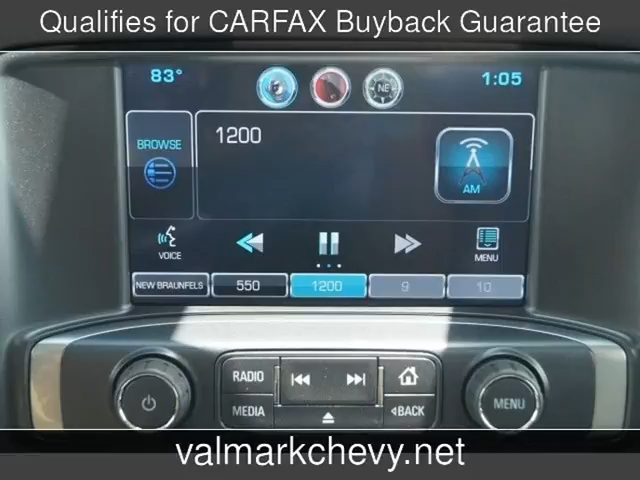 Qualifies for CARFAX Buyback Guarantee
83° NE 1:05
BROWSE
1200
AM
VOICE
MENU
NEW BRAUNFELS 550 1200 9 10
RADIO
MEDIA
BACK
MENU
valmarkchevy.net